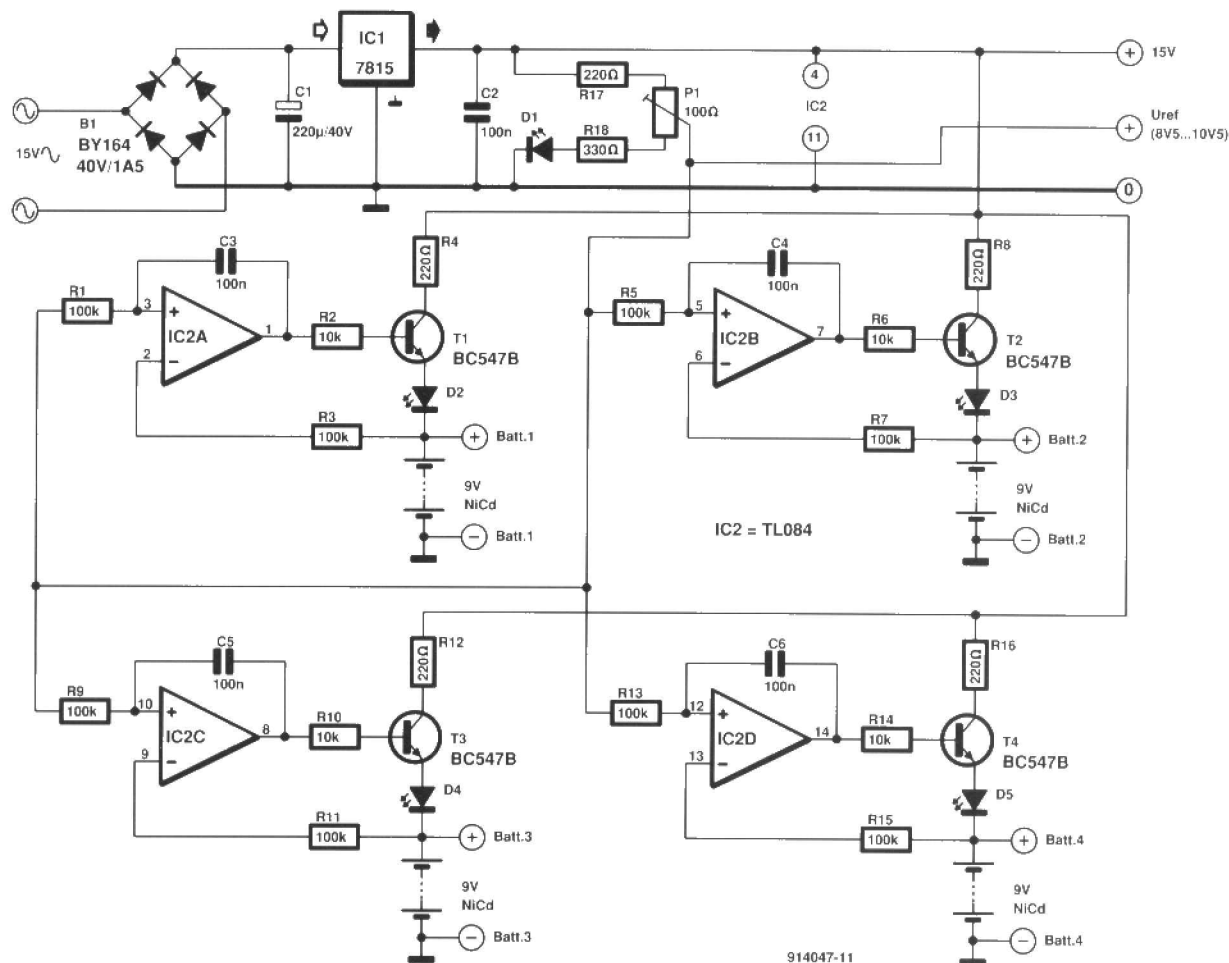 IC1
7815
4
+
15V
C1
220µ/40V
C2
100n
220Ω
R17
P1
100Ω
IC2
D1
R18
330Ω
11
+
Uref
(8V5...10V5)
B1
BY164
40V/1A5
15V
0
C3
100n
R4
220Ω
R1
100k
3
+
IC2A
1
2
−
R2
10k
T1
BC547B
D2
R3
100k
+
Batt.1
9V
NiCd
−
Batt.1
C4
100n
R8
220Ω
R5
100k
5
+
IC2B
7
6
−
R6
10k
T2
BC547B
D3
R7
100k
+
Batt.2
9V
NiCd
−
Batt.2
IC2 = TL084
C5
100n
R12
220Ω
R9
100k
10
+
IC2C
8
9
−
R10
10k
T3
BC547B
D4
R11
100k
+
Batt.3
9V
NiCd
−
Batt.3
C6
100n
R16
220Ω
R13
100k
12
+
IC2D
14
13
−
R14
10k
T4
BC547B
D5
R15
100k
+
Batt.4
9V
NiCd
−
Batt.4
914047-11